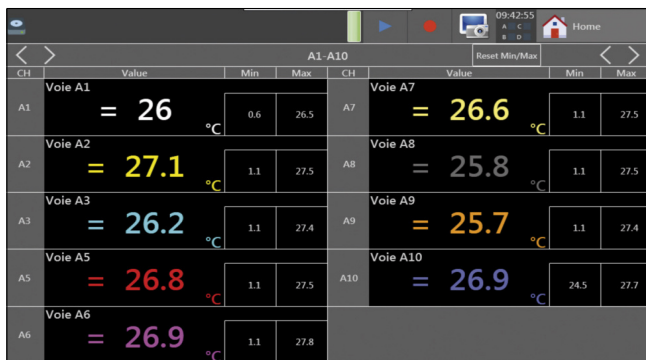 09:42:55
A C
B D
Home
A1-A10
Reset Min/Max
CH Value Min Max CH Value Min Max
Voie A1
A1 = 26 °C 0.6 26.5
Voie A2
A2 = 27.1 °C 1.1 27.5
Voie A3
A3 = 26.2 °C 1.1 27.4
Voie A5
A5 = 26.8 °C 1.1 27.5
Voie A6
A6 = 26.9 °C 1.1 27.8
Voie A7
A7 = 26.6 °C 1.1 27.5
Voie A8
A8 = 25.8 °C 1.1 27.5
Voie A9
A9 = 25.7 °C 1.1 27.4
Voie A10
A10 = 26.9 °C 24.5 27.7